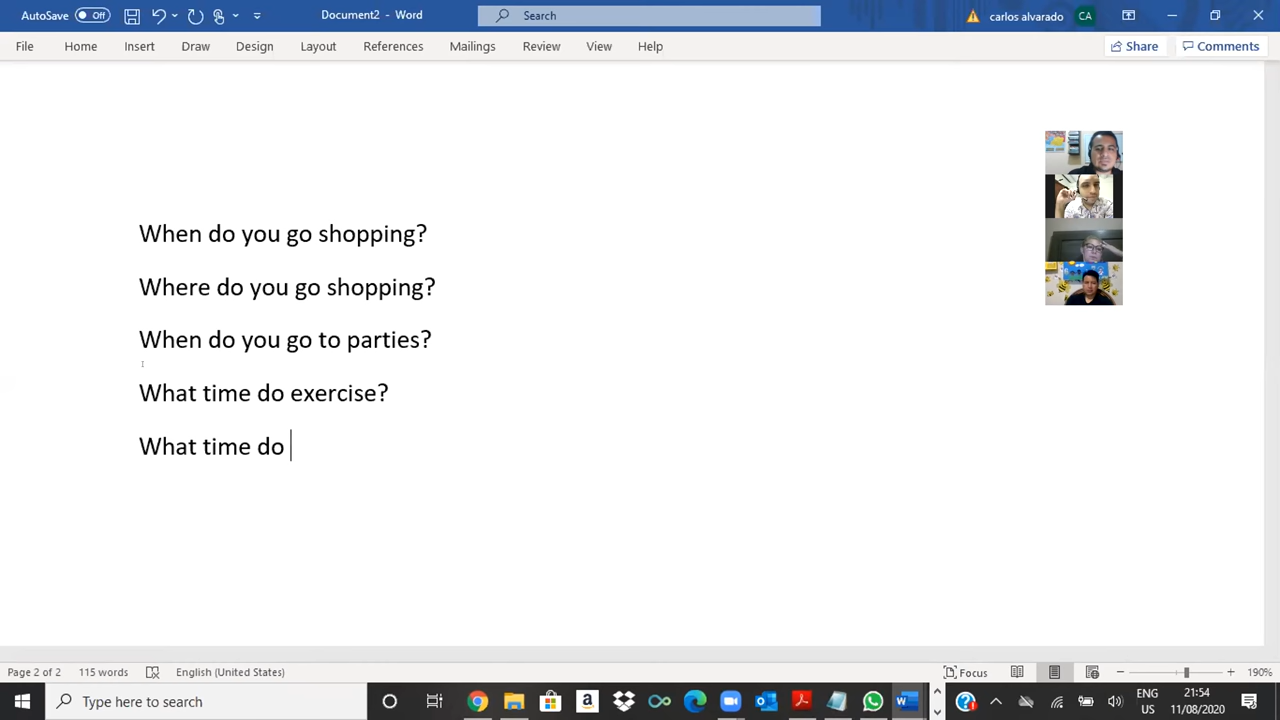 AutoSave Off Document2 - Word Search carlos alvarado CA
File Home Insert Draw Design Layout References Mailings Review View Help Share Comments
When do you go shopping?
Where do you go shopping?
When do you go to parties?
What time do exercise?
What time do
Page 2 of 2 115 words English (United States) Focus 190%
Type here to search ENG 21:54
US 11/08/2020